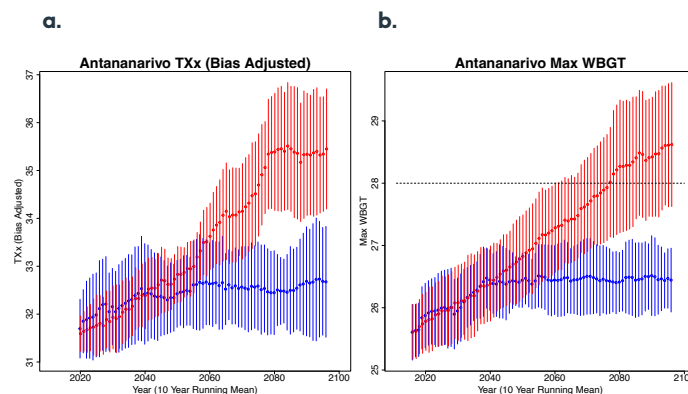 a.
b.
Antananarivo TXx (Bias Adjusted)
Antananarivo Max WBGT
TXx (Bias Adjusted)
31
32
33
34
35
36
37
2020
2040
2060
2080
2100
Year (10 Year Running Mean)
Max WBGT
25
26
27
28
29
2020
2040
2060
2080
210
Year (10 Year Running Mean)